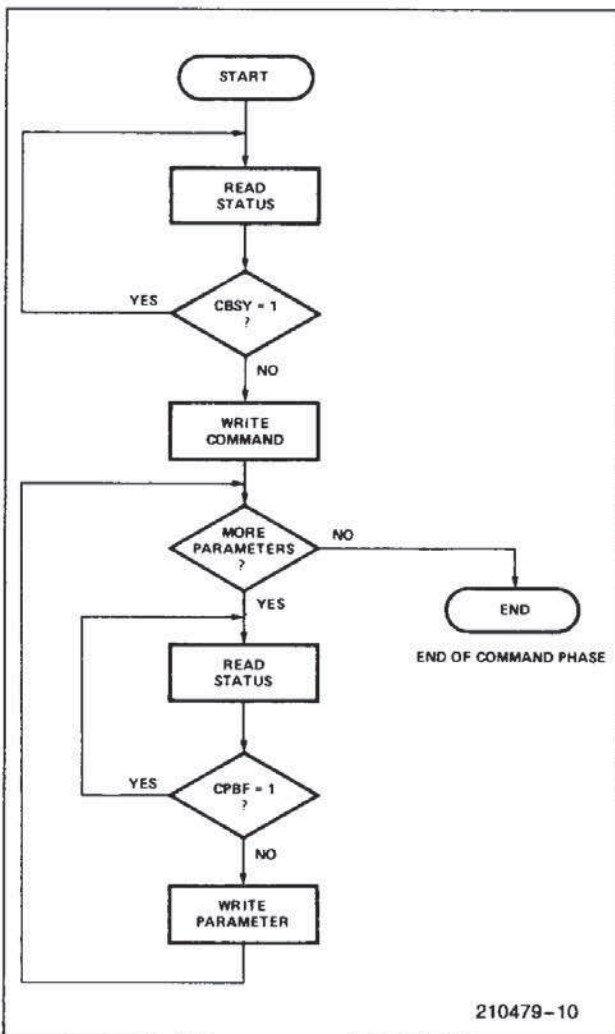 START
READ
STATUS
YES
CBSY = 1
?
NO
WRITE
COMMAND
MORE
PARAMETERS
?
NO
YES
END
END OF COMMAND PHASE
READ
STATUS
YES
CPBF = 1
?
NO
WRITE
PARAMETER
210479-10